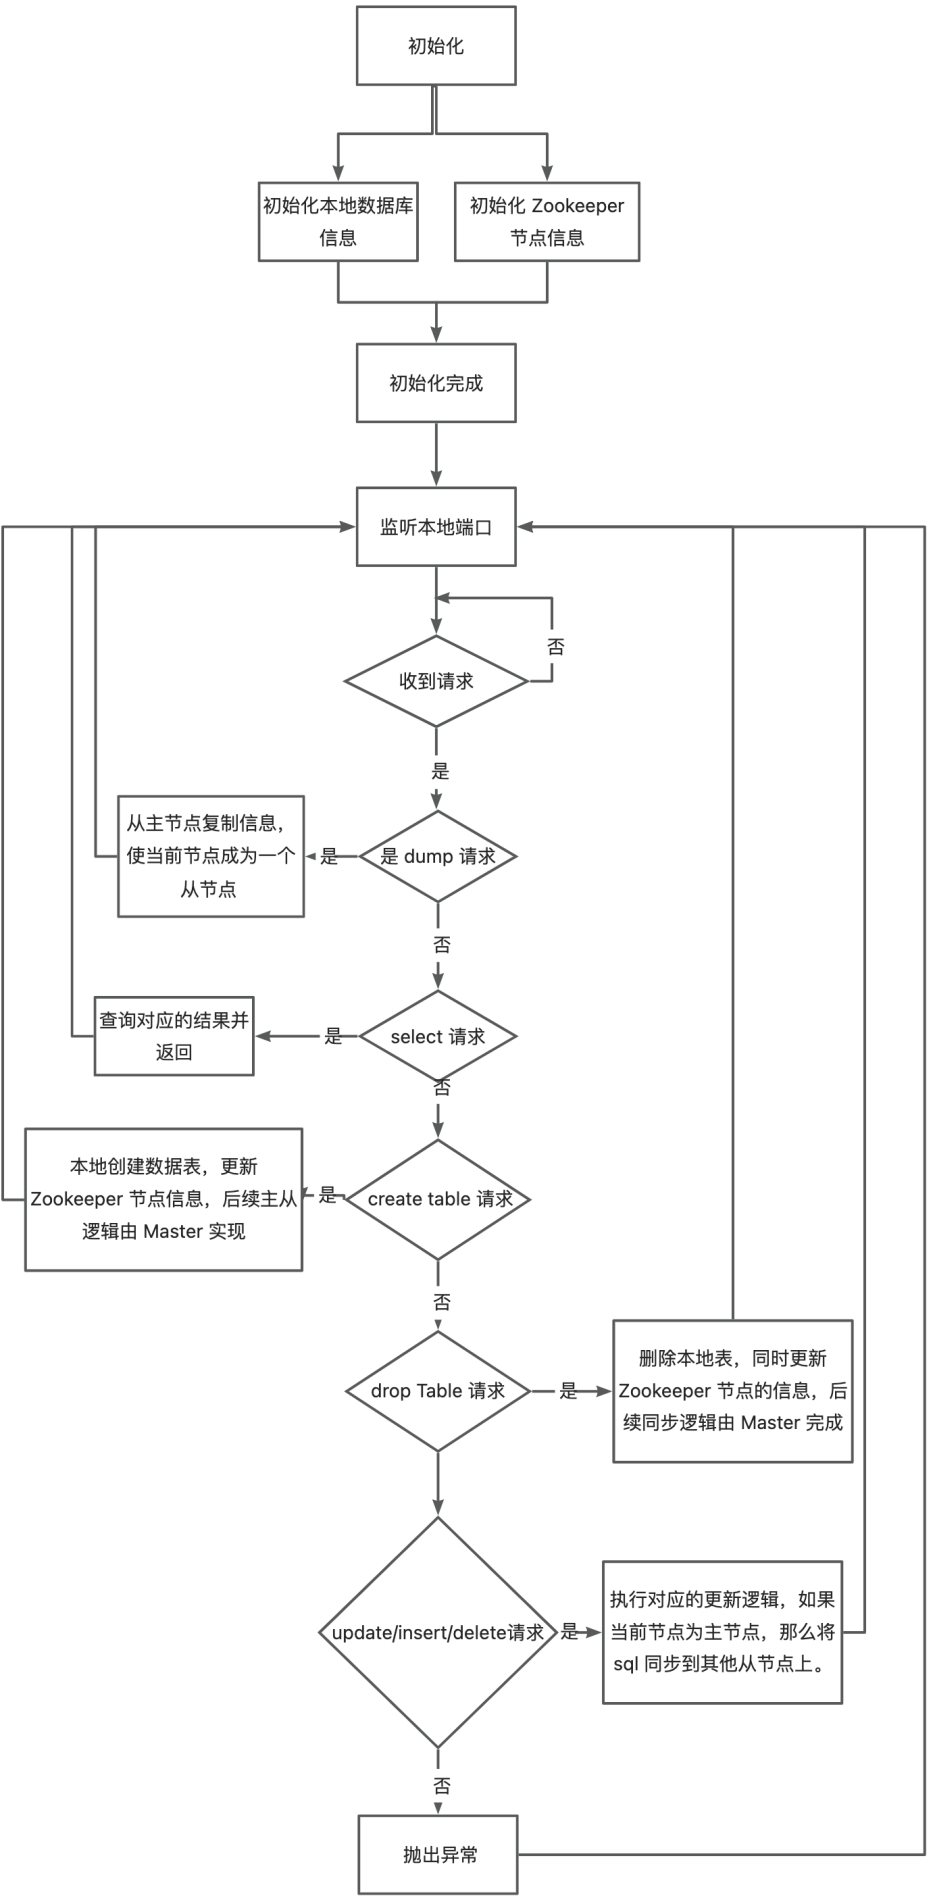 初始化
初始化本地数据库
信息
初始化 Zookeeper
节点信息
初始化完成
监听本地端口
否
收到请求
是
从主节点复制信息，
使当前节点成为一个
从节点
是
是 dump 请求
否
查询对应的结果并
返回
是
select 请求
否
本地创建数据表，更新
Zookeeper 节点信息，后续主从
逻辑由 Master 实现
是
create table 请求
否
drop Table 请求
是
删除本地表，同时更新
Zookeeper 节点的信息，后
续同步逻辑由 Master 完成
update/insert/delete请求
是
执行对应的更新逻辑，如果
当前节点为主节点，那么将
sql 同步到其他从节点上。
否
抛出异常